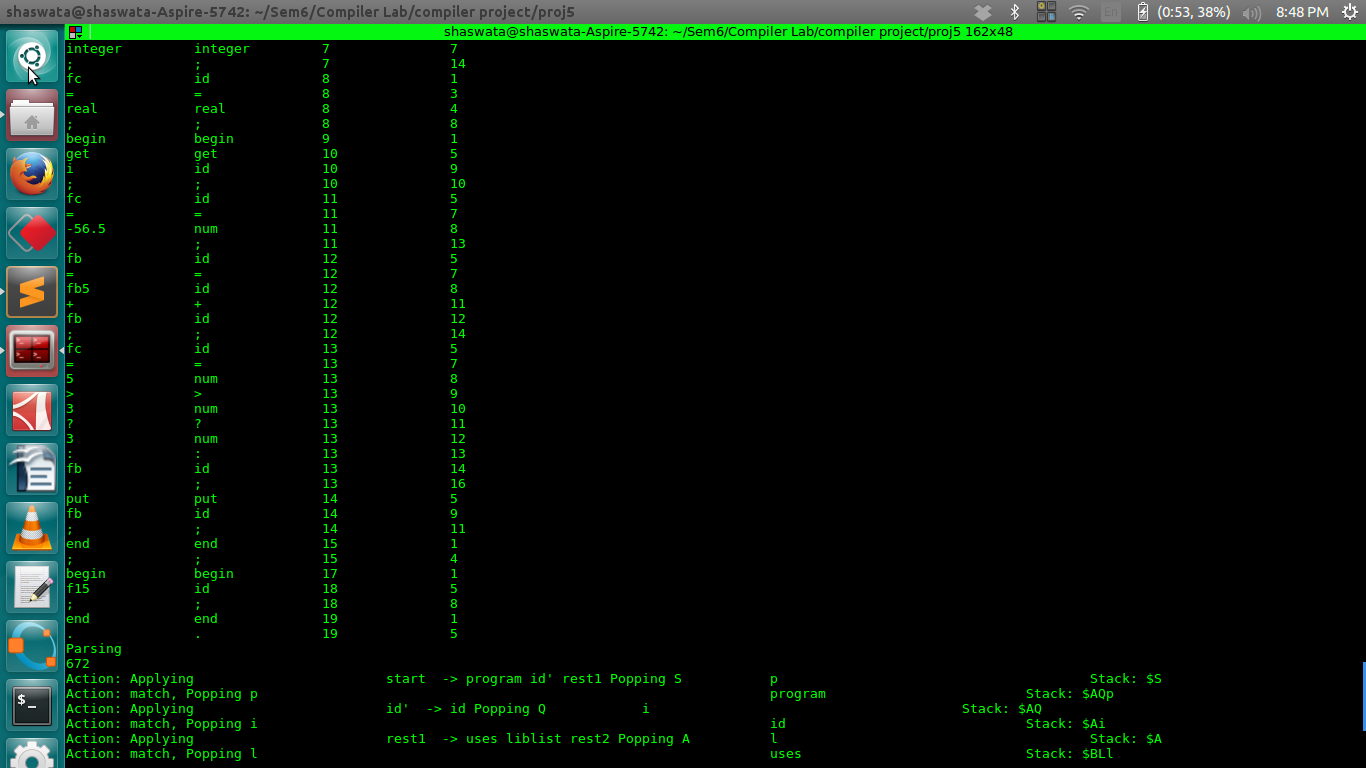 shaswata@shaswata-Aspire-5742: ~/Sem6/Compiler Lab/compiler project/proj5 En (0:53, 38%) 8:48 PM
shaswata@shaswata-Aspire-5742: ~/Sem6/Compiler Lab/compiler project/proj5 162x48
integer integer 7 7
; ; 7 14
fc id 8 1
= = 8 3
real real 8 4
; ; 8 8
begin begin 9 1
get get 10 5
i id 10 9
; ; 10 10
fc id 11 5
= = 11 7
-56.5 num 11 8
; ; 11 13
fb id 12 5
= = 12 7
fb5 id 12 8
+ + 12 11
fb id 12 12
; ; 12 14
fc id 13 5
= = 13 7
5 num 13 8
> > 13 9
3 num 13 10
? ? 13 11
3 num 13 12
: : 13 13
fb id 13 14
; ; 13 16
put put 14 5
fb id 14 9
; ; 14 11
end end 15 1
; ; 15 4
begin begin 17 1
f15 id 18 5
; ; 18 8
end end 19 1
. . 19 5
Parsing
672
Action: Applying start -> program id' rest1 Popping S p Stack: $S
Action: match, Popping p program Stack: $AQp
Action: Applying id' -> id Popping Q i Stack: $AQ
Action: match, Popping i id Stack: $Ai
Action: Applying rest1 -> uses liblist rest2 Popping A l Stack: $A
Action: match, Popping l uses Stack: $BLl